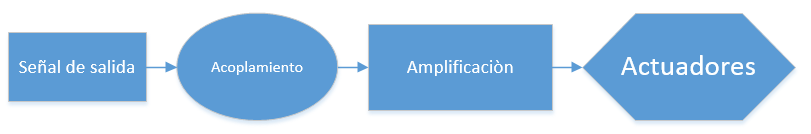 Señal de salida
Acoplamiento
Amplificaciòn
Actuadores